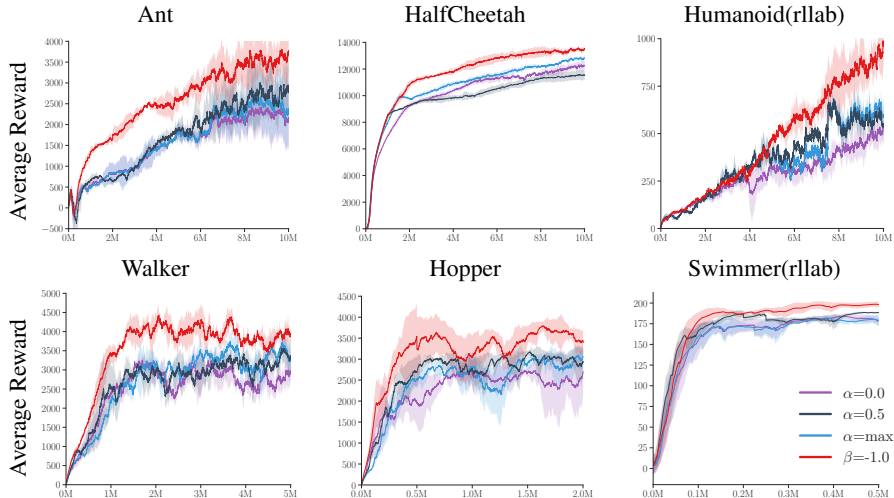 Ant
HalfCheetah
Humanoid(rllab)
Average Reward
4000
3500
3000
2500
2000
1500
1000
500
0
−500
0M
2M
4M
6M
8M
10M
14000
12000
10000
8000
6000
4000
2000
0
0M
2M
4M
6M
8M
10M
1000
750
500
250
0
0M
2M
4M
6M
8M
10M
Walker
Hopper
Swimmer(rllab)
Average Reward
5000
4500
4000
3500
3000
2500
2000
1500
1000
500
0
0M
1M
2M
3M
4M
5M
4500
4000
3500
3000
2500
2000
1500
1000
500
0
0.0M
0.5M
1.0M
1.5M
2.0M
200
175
150
125
100
75
50
25
0
0.0M
0.1M
0.2M
0.3M
0.4M
0.5M
α=0.0
α=0.5
α=max
β=-1.0